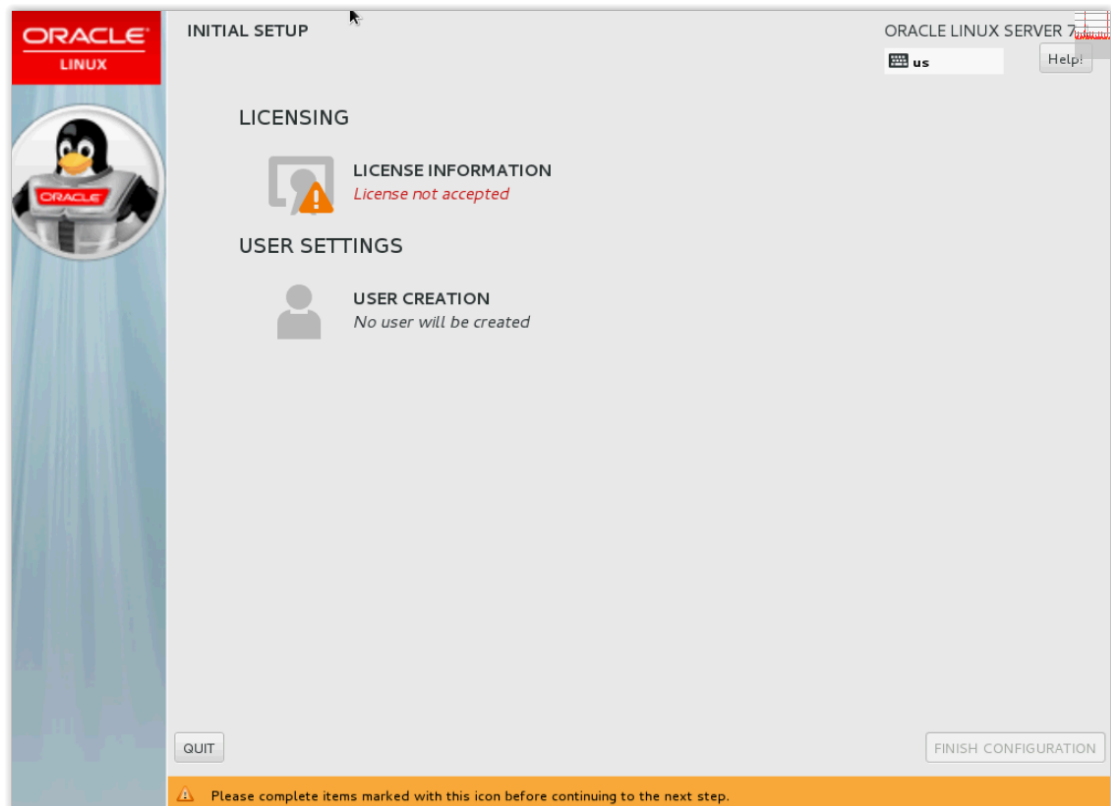 ORACLE
LINUX
ORACLE
INITIAL SETUP
ORACLE LINUX SERVER
us
Help!
LICENSING
LICENSE INFORMATION
License not accepted
USER SETTINGS
USER CREATION
No user will be created
QUIT
FINISH CONFIGURATION
Please complete items marked with this icon before continuing to the next step.